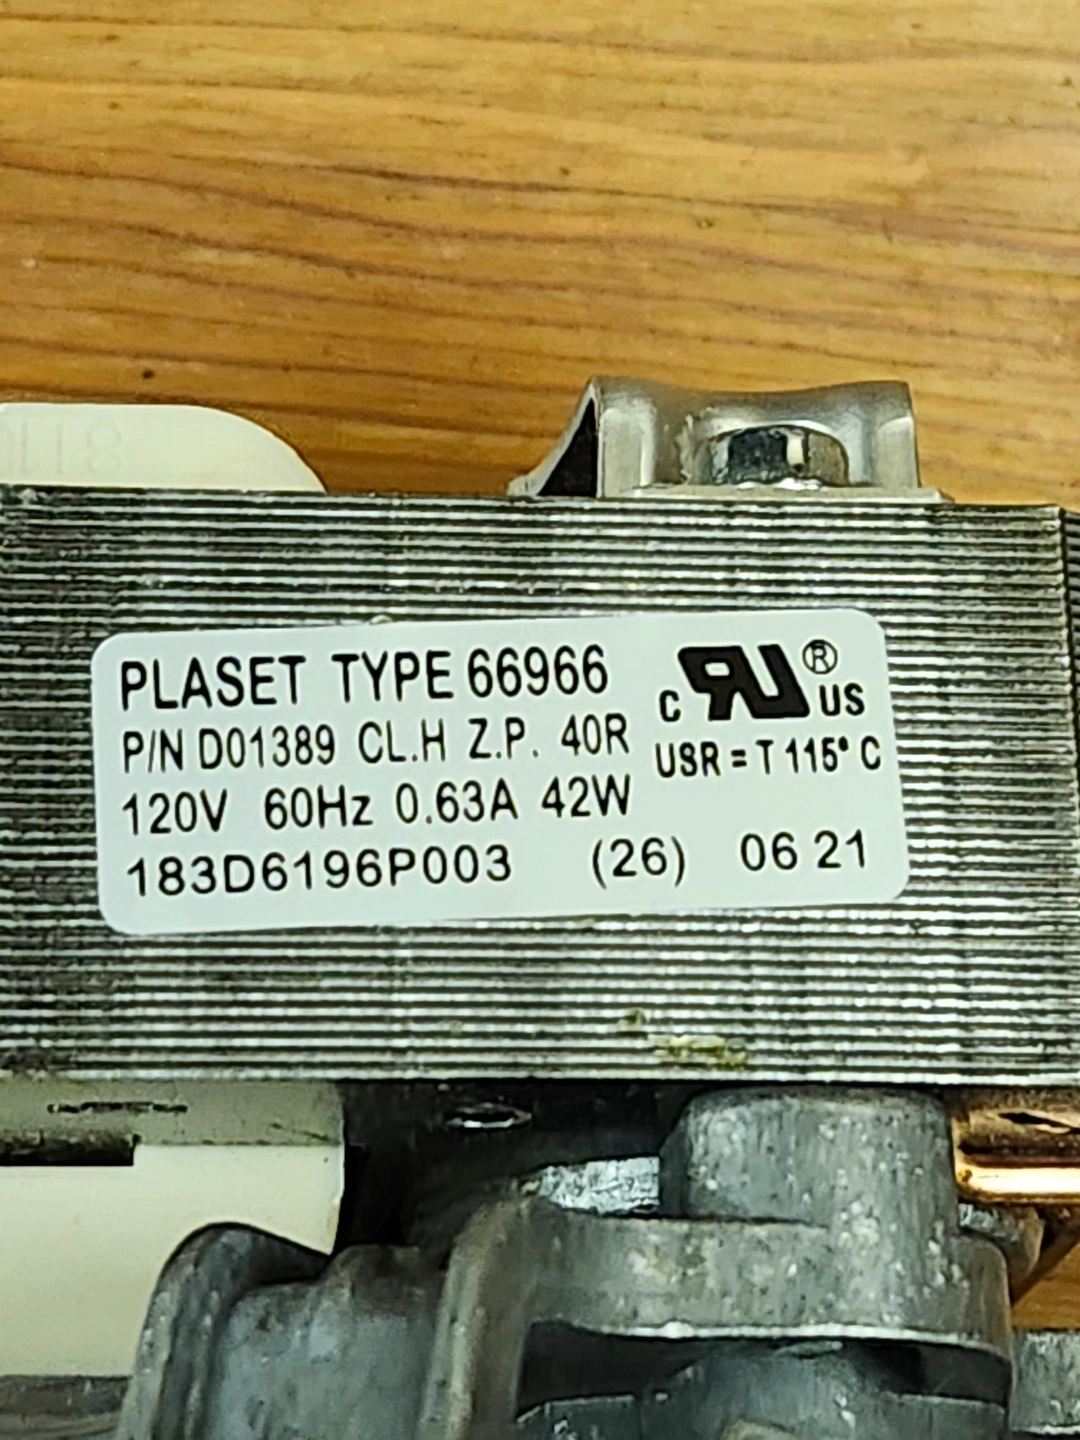 PLASET TYPE 66966
P/N D01389 CL.H Z.P. 40R
120V 60Hz 0.63A 42W
183D6196P003 (26) 06 21
C RU® US
USR = T 115° C